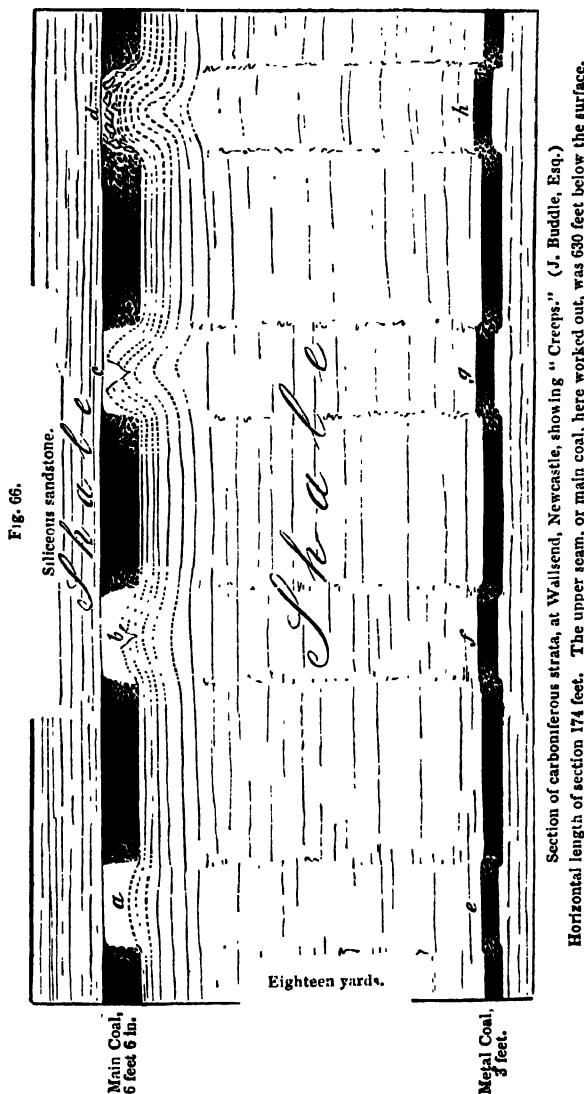 Fig. 66.
Siliceous sandstone.
Shale
Main Coal,
6 feet 6 in.
a
b
c
d
Eighteen yards.
Shale
Metal Coal,
3 feet.
e
f
g
h
Section of carboniferous strata, at Wallsend, Newcastle, showing "Creeps." (J. Buddle, Esq.)
Horizontal length of section 174 feet. The upper seam, or main coal, here worked out, was 630 feet below the surface.